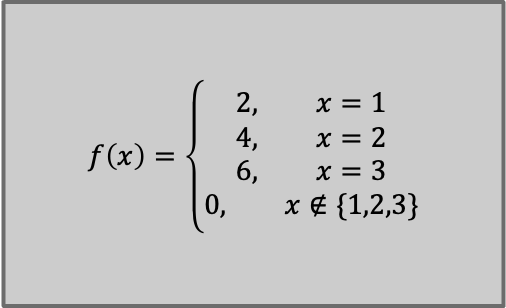 2, x = 1
4, x = 2
f(x) = {
6, x = 3
0, x ∉ {1,2,3}